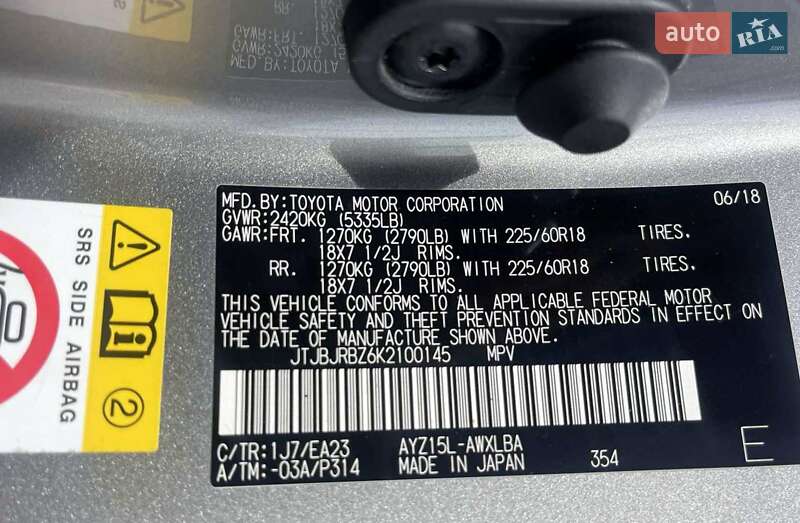 auto RIA.com
MFD.BY:TOYOTA MOTOR CORPORATION 06/18
GVWR:2420KG (5335LB)
GAWR:FRT. 1270KG (2790LB) WITH 225/60R18 TIRES.
18X7 1/2J RIMS.
RR. 1270KG (2790LB) WITH 225/60R18 TIRES.
18X7 1/2J RIMS.
THIS VEHICLE CONFORMS TO ALL APPLICABLE FEDERAL MOTOR
VEHICLE SAFETY AND THEFT PREVENTION STANDARDS IN EFFECT ON
THE DATE OF MANUFACTURE SHOWN ABOVE.
JTJBJRBZ6K2100145 MPV
C/TR:1J7/EA23 AYZ15L-AWXLBA
A/TM:-03A/P314 MADE IN JAPAN 354 E
SRS SIDE AIRBAG
2